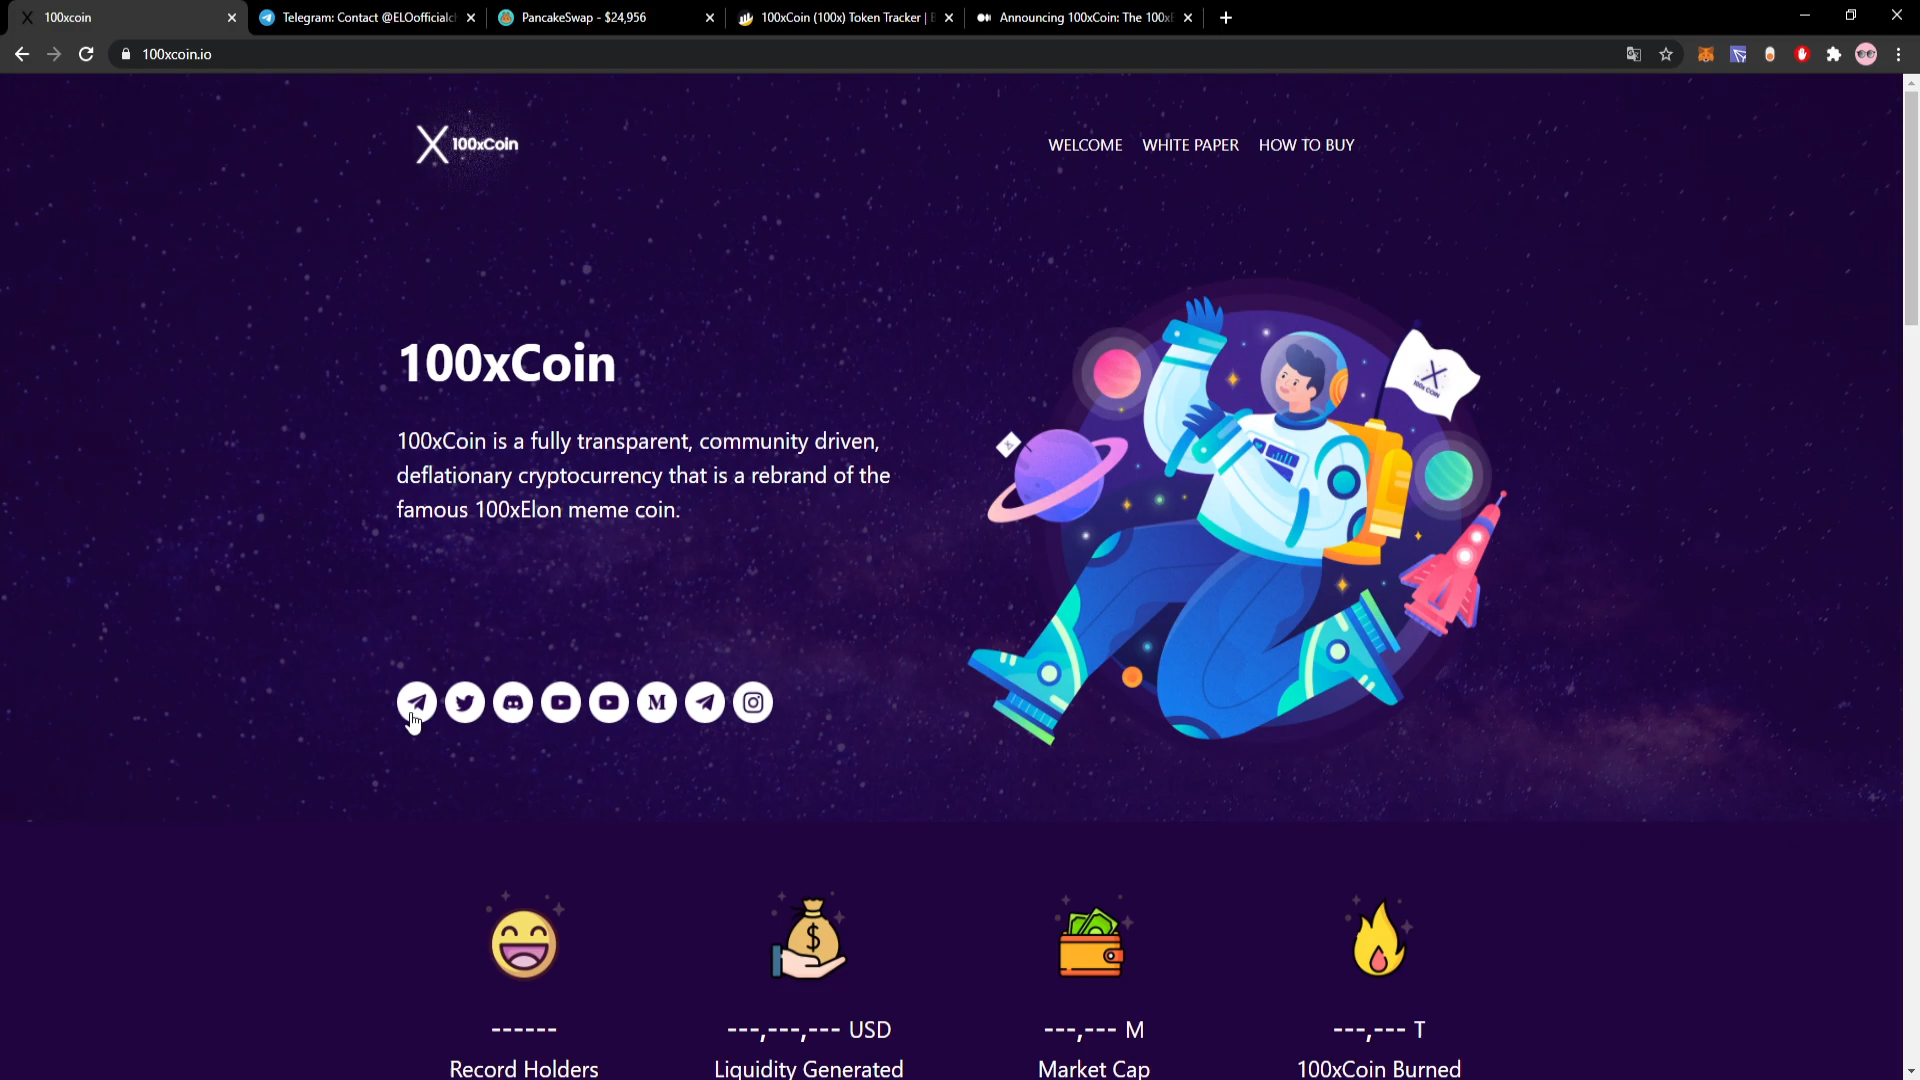 100xcoin
Telegram: Contact @ELOofficialc
PancakeSwap - $24,956
100xCoin (100x) Token Tracker |
Announcing 100xCoin: The 100x
100xcoin.io
100xCoin
WELCOME
WHITE PAPER
HOW TO BUY
100xCoin
100xCoin is a fully transparent, community driven,
deflationary cryptocurrency that is a rebrand of the
famous 100xElon meme coin.
100x COIN
M
------
---,---,--- USD
---,--- M
---,--- T
Record Holders
Liquidity Generated
Market Cap
100xCoin Burned